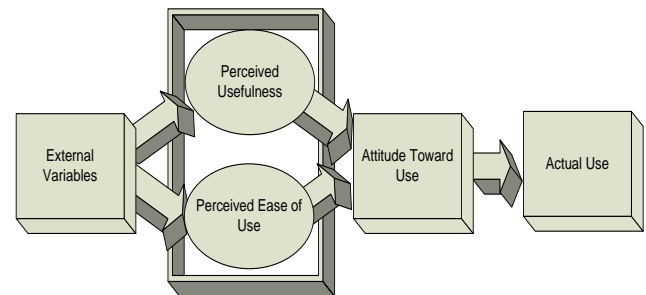 External
Variables
Perceived
Usefulness
Perceived Ease of
Use
Attitude Toward
Use
Actual Use